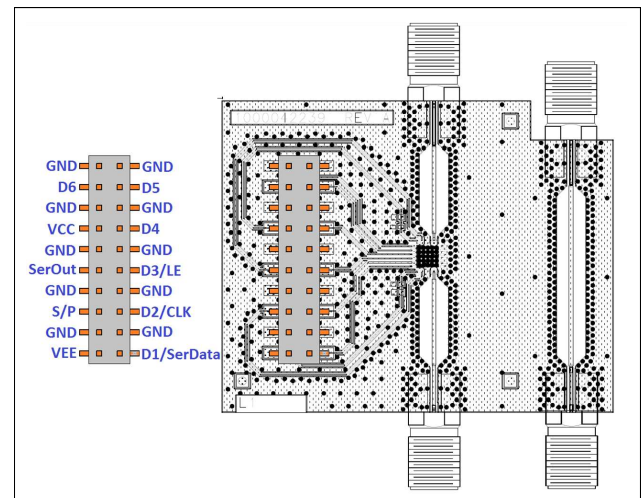 1000042239 REV A
GND GND
D6 D5
GND GND
VCC D4
GND GND
SerOut D3/LE
GND GND
S/P D2/CLK
GND GND
VEE D1/SerData